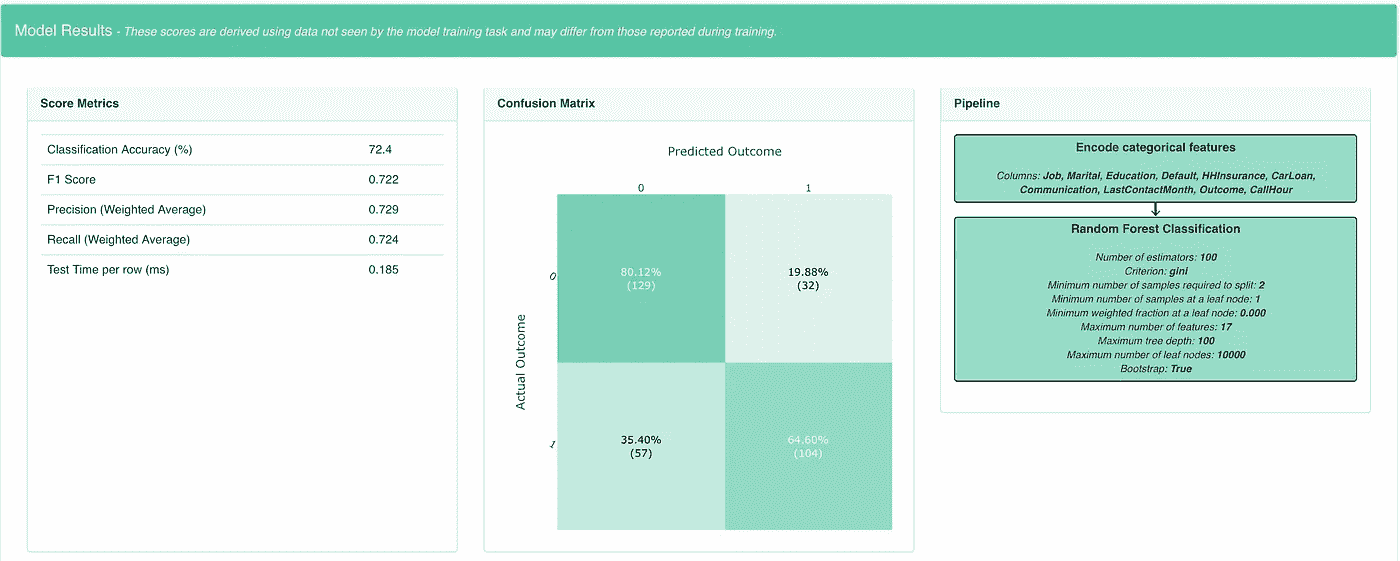 Model Results - These scores are derived using data not seen by the model training task and may differ from those reported during training.
Score Metrics
Classification Accuracy (%) 72.4
F1 Score 0.722
Precision (Weighted Average) 0.729
Recall (Weighted Average) 0.724
Test Time per row (ms) 0.185
Confusion Matrix
Predicted Outcome
0 1
Actual Outcome
0
80.12% 19.88%
(129) (32)
1
35.40% 64.60%
(57) (104)
Pipeline
Encode categorical features
Columns: Job, Marital, Education, Default, HHInsurance, CarLoan,
Communication, LastContactMonth, Outcome, CallHour
Random Forest Classification
Number of estimators: 100
Criterion: gini
Minimum number of samples required to split: 2
Minimum number of samples at a leaf node: 1
Minimum weighted fraction at a leaf node: 0.000
Maximum number of features: 17
Maximum tree depth: 100
Maximum number of leaf nodes: 10000
Bootstrap: True